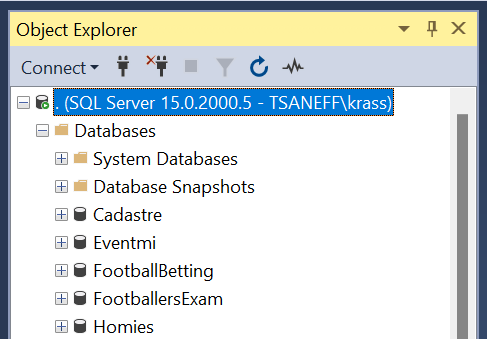 Object Explorer
Connect
. (SQL Server 15.0.2000.5 - TSANEFF\krass)
Databases
System Databases
Database Snapshots
Cadastre
Eventmi
FootballBetting
FootballersExam
Homies